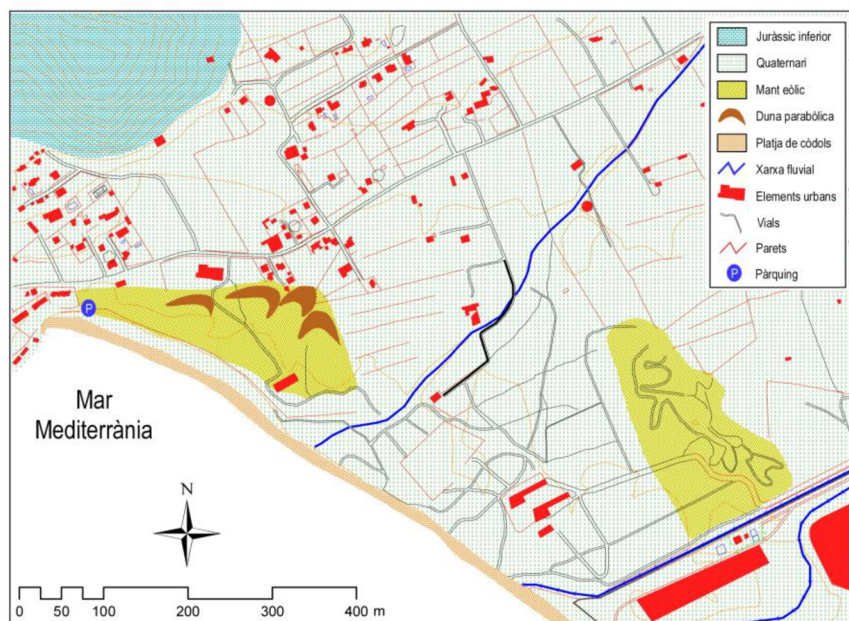 Juràssic inferior
Quaternari
Mant eòlic
Duna parabòlica
Platja de còdols
Xarxa fluvial
Elements urbans
Vials
Parets
P Pàrquing
P
Mar
Mediterrània
N
0 50 100 200 300 400 m